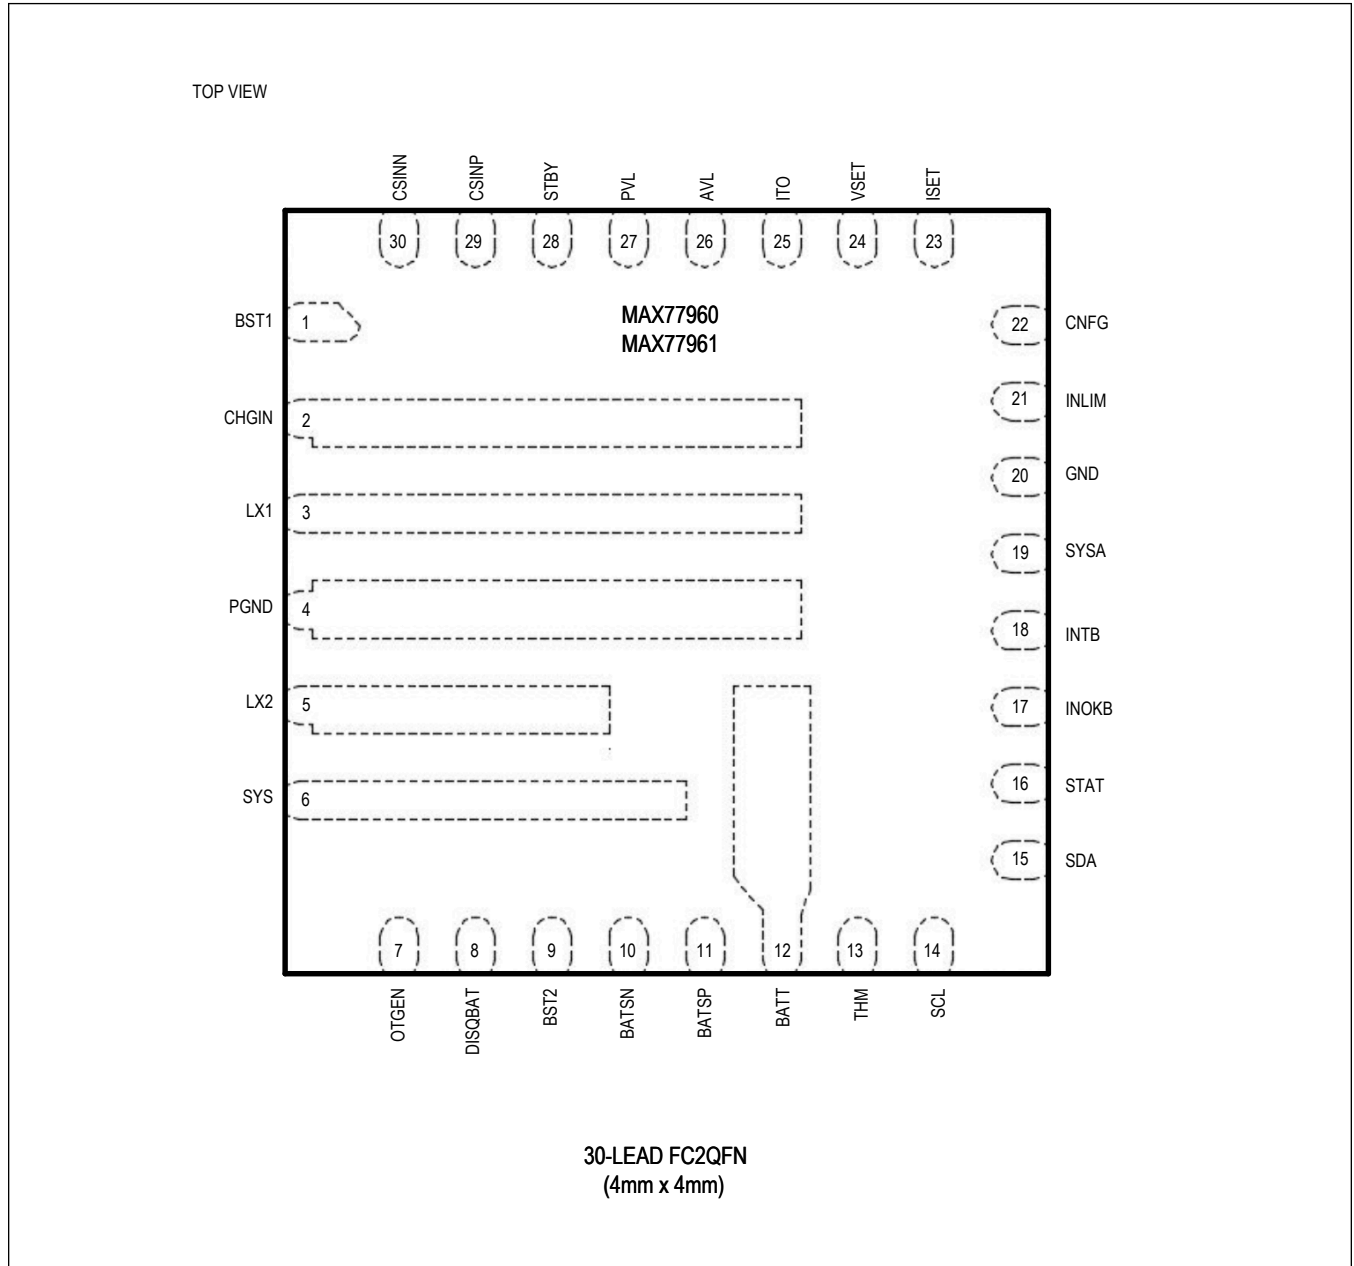 TOP VIEW
CSINN
CSINP
STBY
PVL
AVL
ITO
VSET
ISET
30
29
28
27
26
25
24
23
MAX77960
MAX77961
BST1
1
CHGIN
2
LX1
3
PGND
4
LX2
5
SYS
6
22
CNFG
21
INLIM
20
GND
19
SYSA
18
INTB
17
INOKB
16
STAT
15
SDA
7
8
9
10
11
12
13
14
OTGEN
DISQBAT
BST2
BATSN
BATSP
BATT
THM
SCL
30-LEAD FC2QFN
(4mm x 4mm)